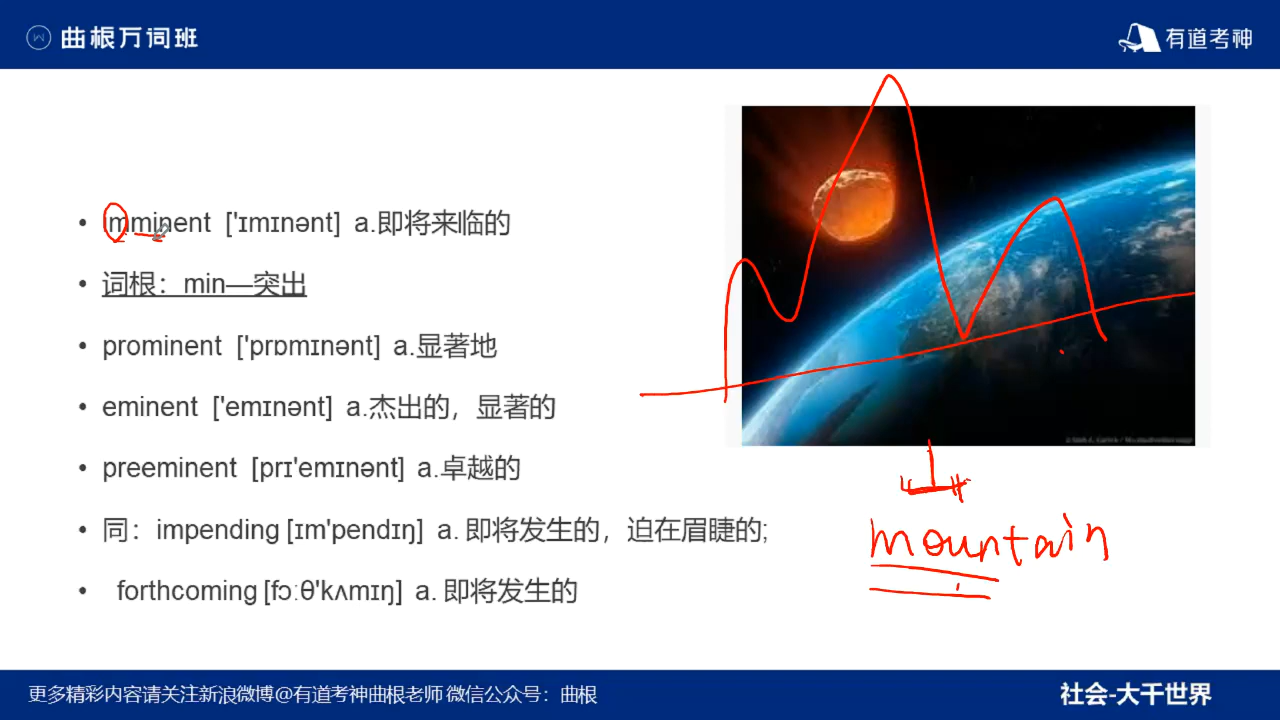 曲根万词班
有道考神
imminent ['ɪmɪnənt] a.即将来临的
词根：min—突出
prominent ['prɒmɪnənt] a.显著地
eminent ['emɪnənt] a.杰出的，显著的
preeminent [prɪ'emɪnənt] a.卓越的
同：impending [ɪm'pendɪŋ] a. 即将发生的，迫在眉睫的;
forthcoming [fɔːθ'kʌmɪŋ] a. 即将发生的
mountain
更多精彩内容请关注新浪微博@有道考神曲根老师 微信公众号：曲根
社会-大千世界